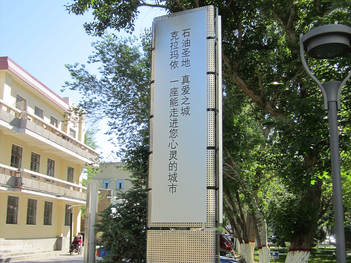 石油圣地 真爱之城
克拉玛依 一座能走进您心灵的城市